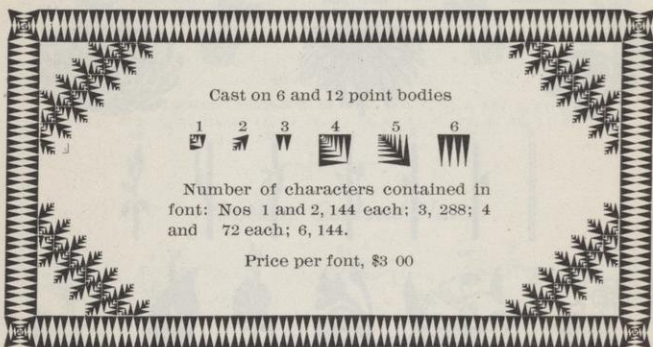 Cast on 6 and 12 point bodies
1 2 3 4 5 6
Number of characters contained in
font: Nos 1 and 2, 144 each; 3, 288; 4
and 72 each; 6, 144.
Price per font, $3 00